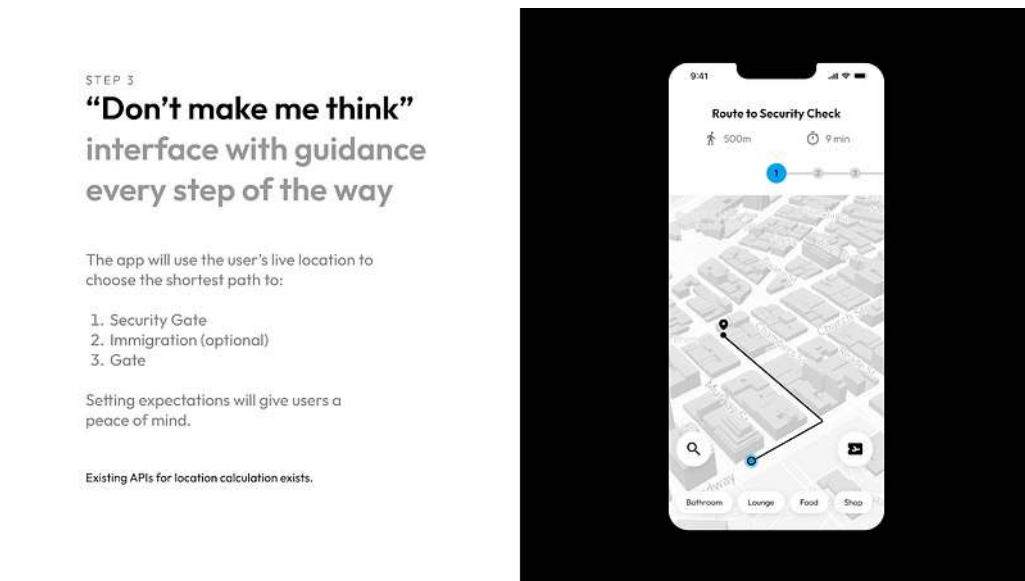 STEP 3
“Don’t make me think”
interface with guidance
every step of the way
The app will use the user’s live location to
choose the shortest path to:
1. Security Gate
2. Immigration (optional)
3. Gate
Setting expectations will give users a
peace of mind.
Existing APIs for location calculation exists.
9:41
Route to Security Check
500m
9 min
1
2
3
Bathroom
Lounge
Food
Shop